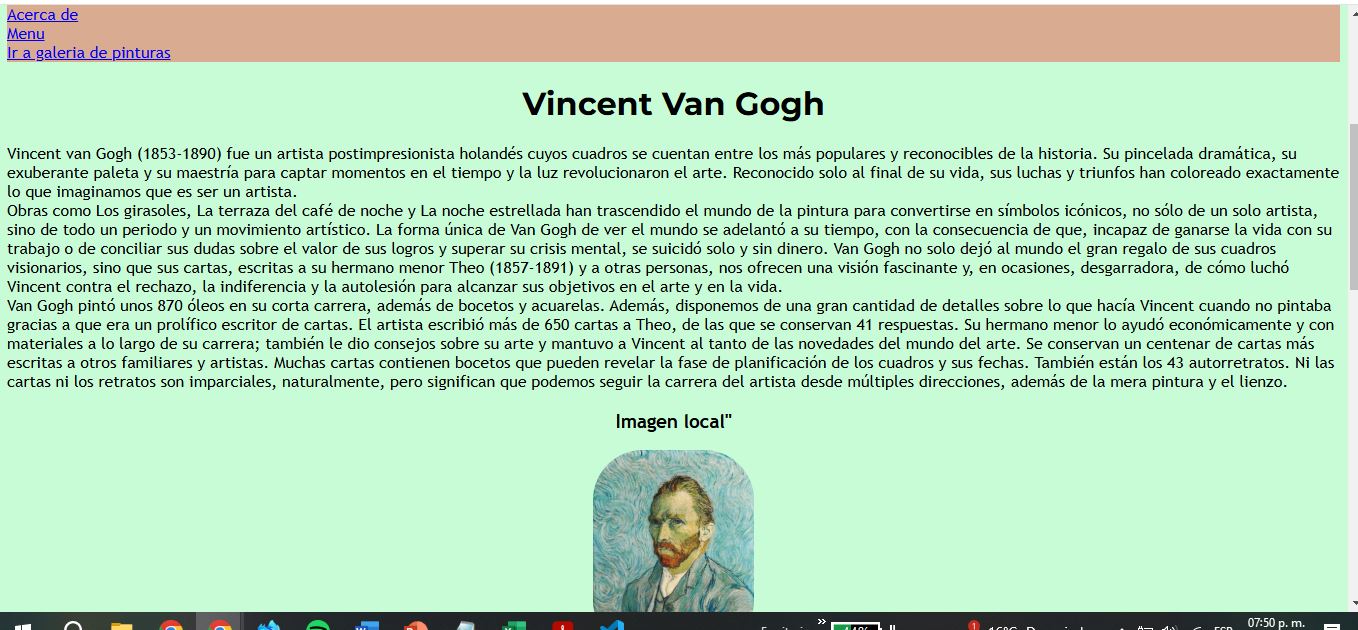 Acerca de
Menu
Ir a galeria de pinturas
Vincent Van Gogh
Vincent van Gogh (1853-1890) fue un artista postimpresionista holandés cuyos cuadros se cuentan entre los más populares y reconocibles de la historia. Su pincelada dramática, su
exuberante paleta y su maestría para captar momentos en el tiempo y la luz revolucionaron el arte. Reconocido solo al final de su vida, sus luchas y triunfos han coloreado exactamente
lo que imaginamos que es ser un artista.
Obras como Los girasoles, La terraza del café de noche y La noche estrellada han trascendido el mundo de la pintura para convertirse en símbolos icónicos, no sólo de un solo artista,
sino de todo un periodo y un movimiento artístico. La forma única de Van Gogh de ver el mundo se adelantó a su tiempo, con la consecuencia de que, incapaz de ganarse la vida con su
trabajo o de conciliar sus dudas sobre el valor de sus logros y superar su crisis mental, se suicidó solo y sin dinero. Van Gogh no solo dejó al mundo el gran regalo de sus cuadros
visionarios, sino que sus cartas, escritas a su hermano menor Theo (1857-1891) y a otras personas, nos ofrecen una visión fascinante y, en ocasiones, desgarradora, de cómo luchó
Vincent contra el rechazo, la indiferencia y la autolesión para alcanzar sus objetivos en el arte y en la vida.
Van Gogh pintó unos 870 óleos en su corta carrera, además de bocetos y acuarelas. Además, disponemos de una gran cantidad de detalles sobre lo que hacía Vincent cuando no pintaba
gracias a que era un prolífico escritor de cartas. El artista escribió más de 650 cartas a Theo, de las que se conservan 41 respuestas. Su hermano menor lo ayudó económicamente y con
materiales a lo largo de su carrera; también le dio consejos sobre su arte y mantuvo a Vincent al tanto de las novedades del mundo del arte. Se conservan un centenar de cartas más
escritas a otros familiares y artistas. Muchas cartas contienen bocetos que pueden revelar la fase de planificación de los cuadros y sus fechas. También están los 43 autorretratos. Ni las
cartas ni los retratos son imparciales, naturalmente, pero significan que podemos seguir la carrera del artista desde múltiples direcciones, además de la mera pintura y el lienzo.
Imagen local"
07:50 p. m.